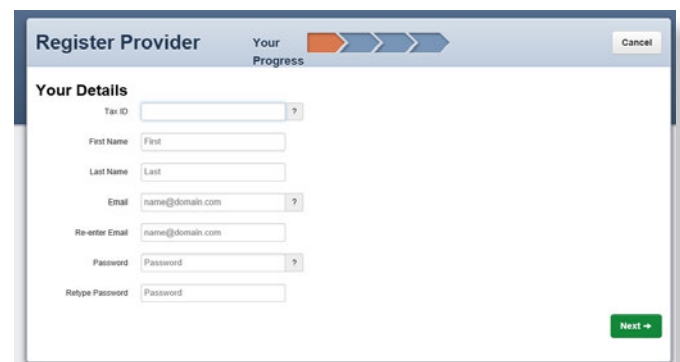 Register Provider
Your
Progress
Cancel
Your Details
Tax ID
?
First Name
First
Last Name
Last
Email
name@domain.com
?
Re-enter Email
name@domain.com
Password
Password
?
Retype Password
Password
Next →